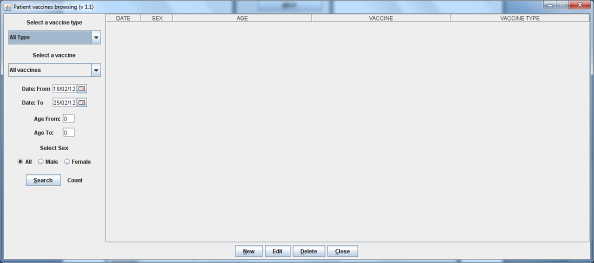 Patient vaccines browsing (v 1.1)
Select a vaccine type
All Type
Select a vaccine
All vaccines
Date: From 18/02/12
Date: To 25/02/12
Age From: 0
Age To: 0
Select Sex
All Male Female
Search Count
DATE SEX AGE VACCINE VACCINE TYPE
New Edit Delete Close